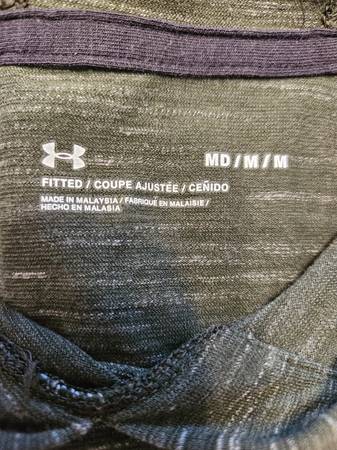 MD / M / M
FITTED / COUPE AJUSTÉE / CEÑIDO
MADE IN MALAYSIA / FABRIQUÉ EN MALAISIE /
HECHO EN MALASIA